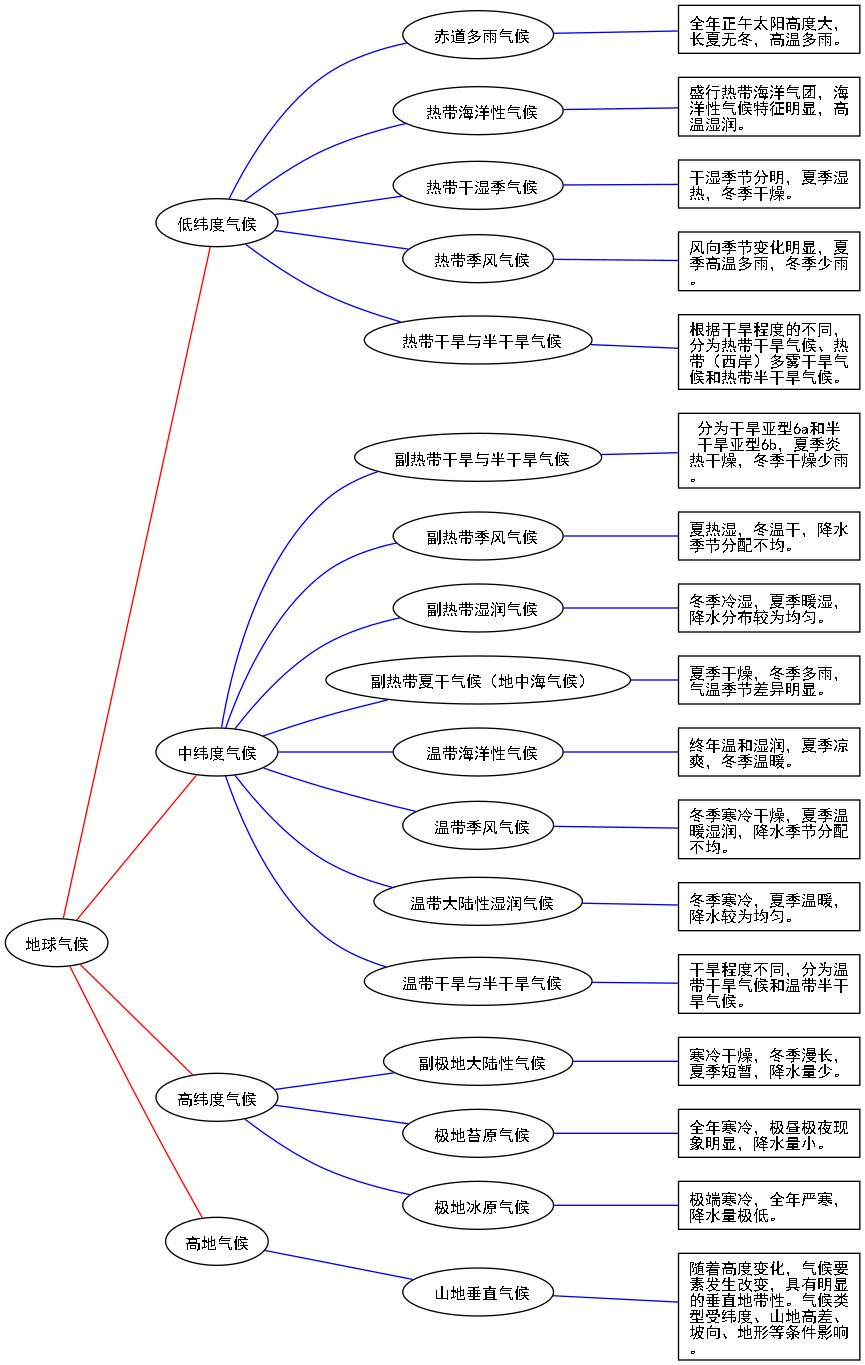 赤道多雨气候
全年正午太阳高度大，
长夏无冬，高温多雨。
热带海洋性气候
盛行热带海洋气团，海
洋性气候特征明显，高
温湿润。
热带干湿季气候
干湿季节分明，夏季湿
热，冬季干燥。
低纬度气候
热带季风气候
风向季节变化明显，夏
季高温多雨，冬季少雨
。
热带干旱与半干旱气候
根据干旱程度的不同，
分为热带干旱气候、热
带（西岸）多雾干旱气
候和热带半干旱气候。
副热带干旱与半干旱气候
分为干旱亚型6a和半
干旱亚型6b，夏季炎
热干燥，冬季干燥少雨
。
副热带季风气候
夏热湿，冬温干，降水
季节分配不均。
副热带湿润气候
冬季冷湿，夏季暖湿，
降水分布较为均匀。
副热带夏干气候（地中海气候）
夏季干燥，冬季多雨，
气温季节差异明显。
中纬度气候
温带海洋性气候
终年温和湿润，夏季凉
爽，冬季温暖。
温带季风气候
冬季寒冷干燥，夏季温
暖湿润，降水季节分配
不均。
温带大陆性湿润气候
冬季寒冷，夏季温暖，
降水较为均匀。
地球气候
温带干旱与半干旱气候
干旱程度不同，分为温
带干旱气候和温带半干
旱气候。
副极地大陆性气候
寒冷干燥，冬季漫长，
夏季短暂，降水量少。
高纬度气候
极地苔原气候
全年寒冷，极昼极夜现
象明显，降水量小。
极地冰原气候
极端寒冷，全年严寒，
降水量极低。
高地气候
山地垂直气候
随着高度变化，气候要
素发生改变，具有明显
的垂直地带性。气候类
型受纬度、山地高差、
坡向、地形等条件影响
。